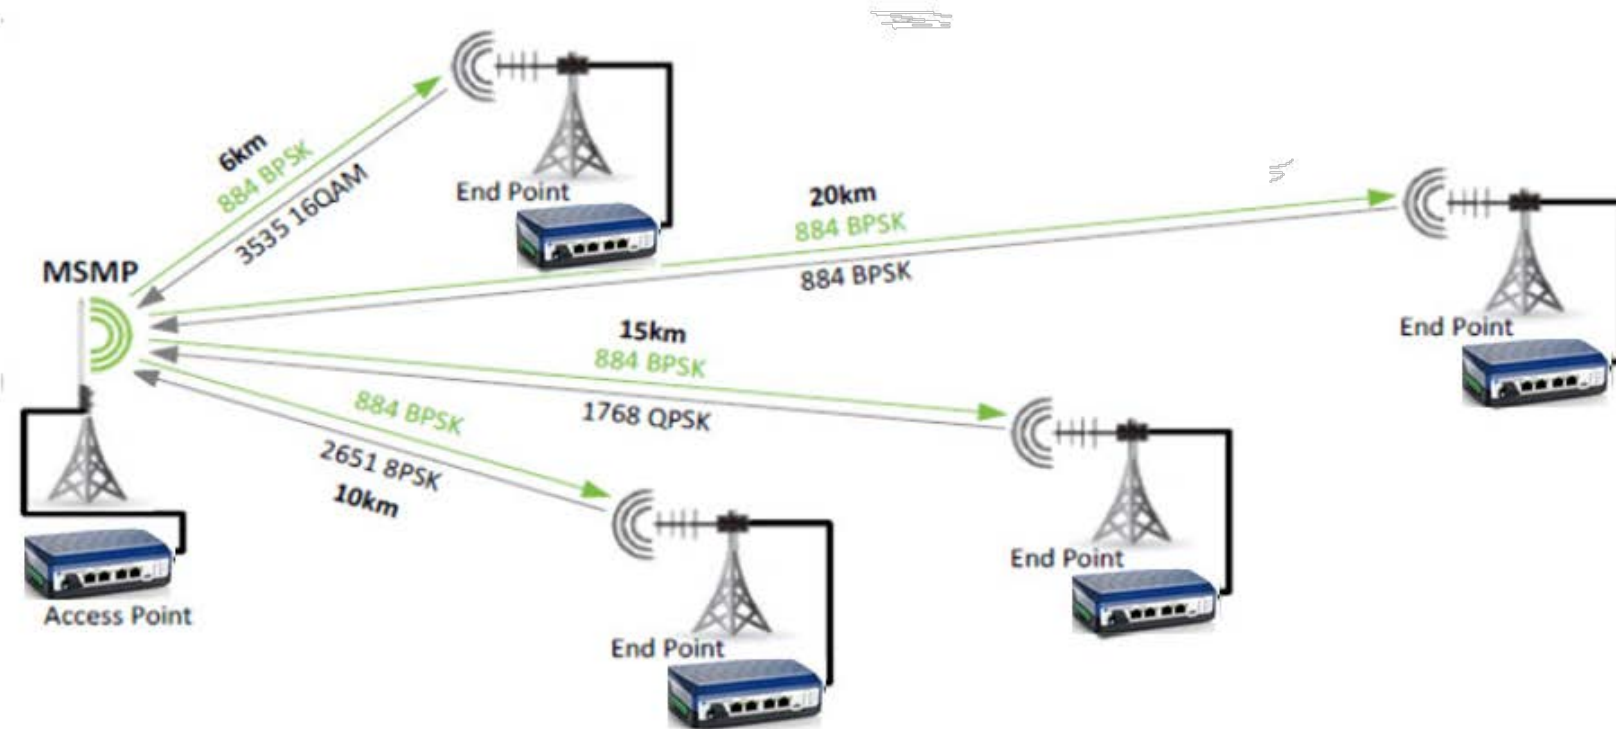 6km
884 BPSK
3535 16QAM
End Point
20km
884 BPSK
884 BPSK
End Point
MSMP
15km
884 BPSK
1768 QPSK
884 BPSK
2651 8PSK
10km
End Point
End Point
Access Point